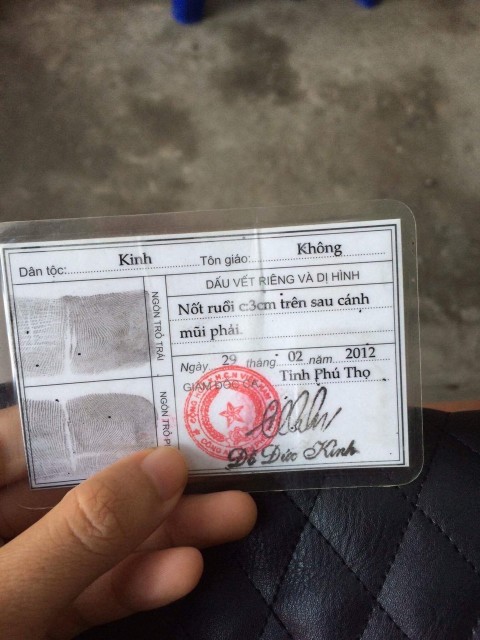 Dân tộc: Kinh Tôn giáo: Không
NGÓN TRỎ TRÁI
DẤU VẾT RIÊNG VÀ DỊ HÌNH
Nốt ruồi c:3cm trên sau cánh
mũi phải.
Ngày 29 tháng 02 năm 2012
GIÁM ĐỐC CA Tỉnh Phú Thọ
NGÓN TRỎ P
Đỗ Đức Kinh